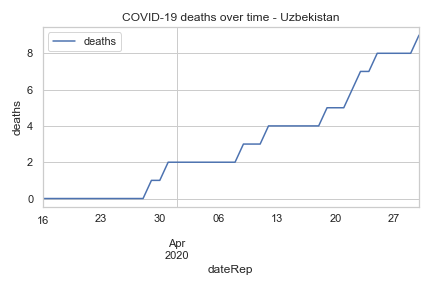 COVID-19 deaths over time - Uzbekistan
deaths
deaths
8
6
4
2
0
16 23 30 06 13 20 27
Apr
2020
dateRep